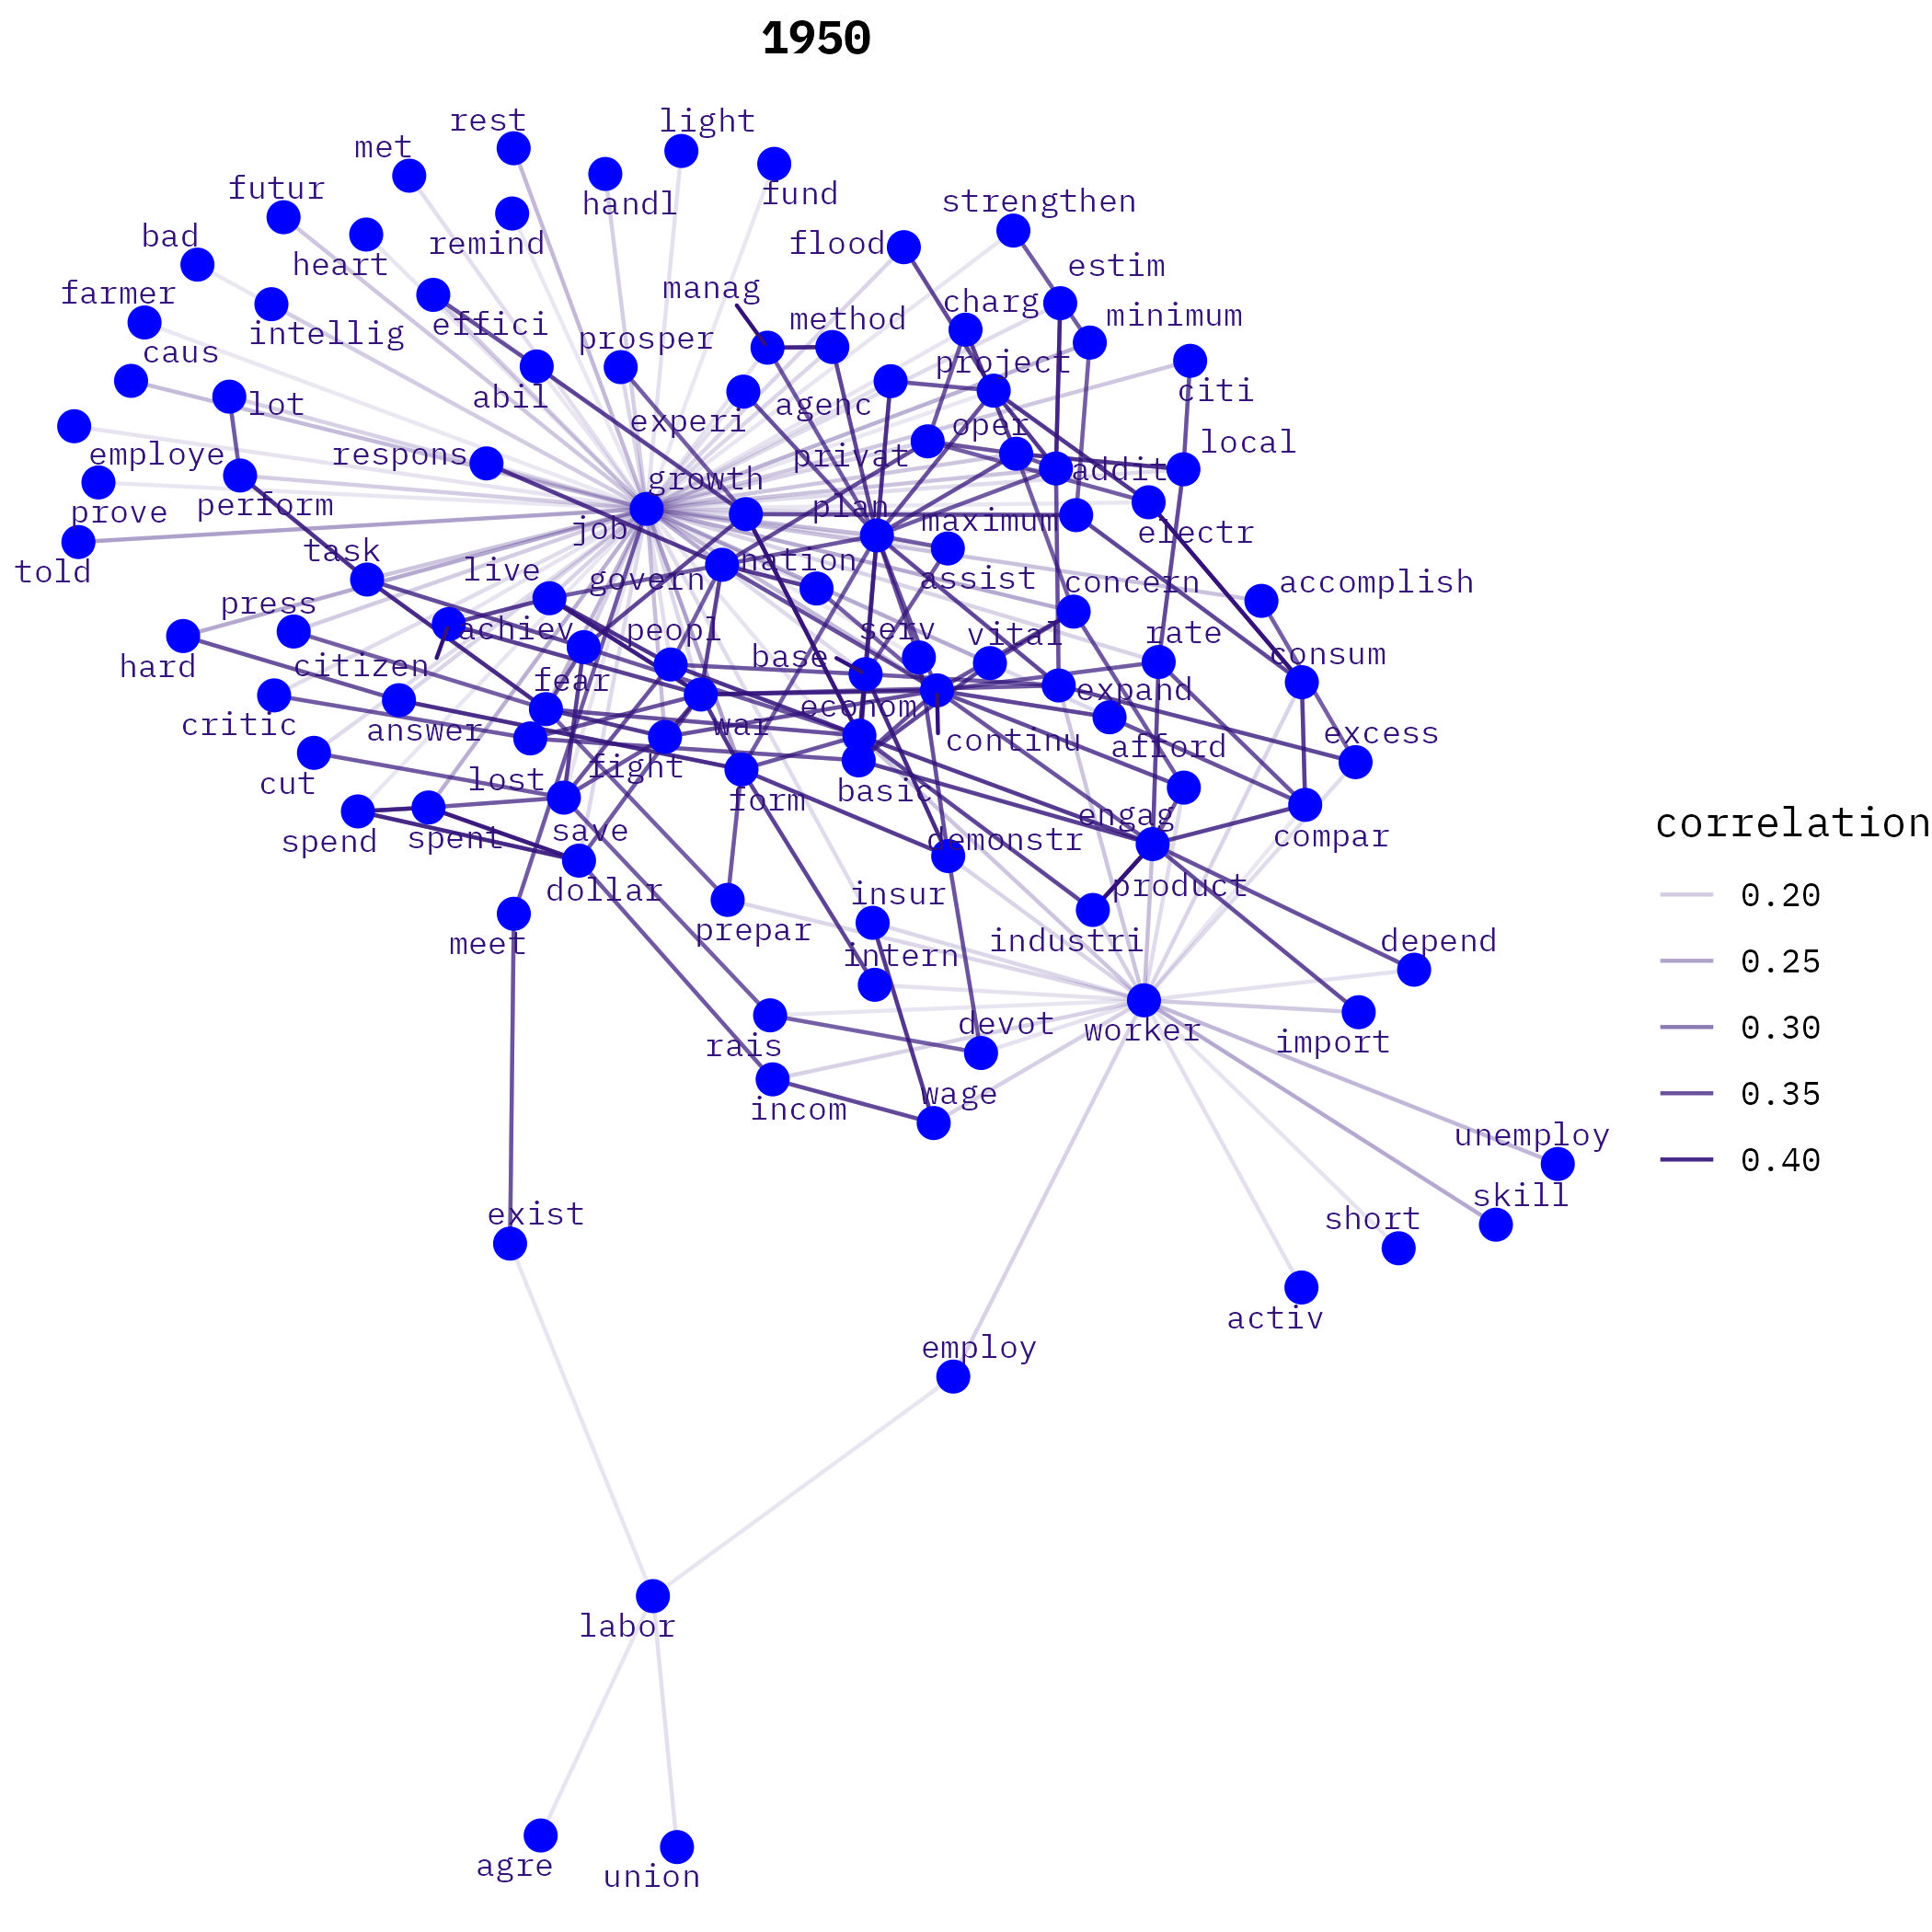 1950
rest
light
met
futur
handl
fund
strengthen
bad
remind
flood
heart
estim
farmer
manag
charg
intellig
effici
method
minimum
caus
prosper
project
abil
citi
lot
experi
agenc
oper
employe
respons
privat
local
growth
addit
prove
perform
plan
maximum
job
electr
told
task
live
govern
nation
assist
concern
accomplish
press
achiev
peopl
serv
vital
rate
hard
citizen
fear
base
consum
critic
answer
econom
expand
war
continu
afford
excess
cut
lost
fight
basic
form
engag
spend
spent
save
demonstr
compar
dollar
insur
product
meet
prepar
intern
industri
depend
rais
devot
worker
import
incom
wage
unemploy
exist
short
skill
activ
employ
labor
agre
union
correlation
0.20
0.25
0.30
0.35
0.40